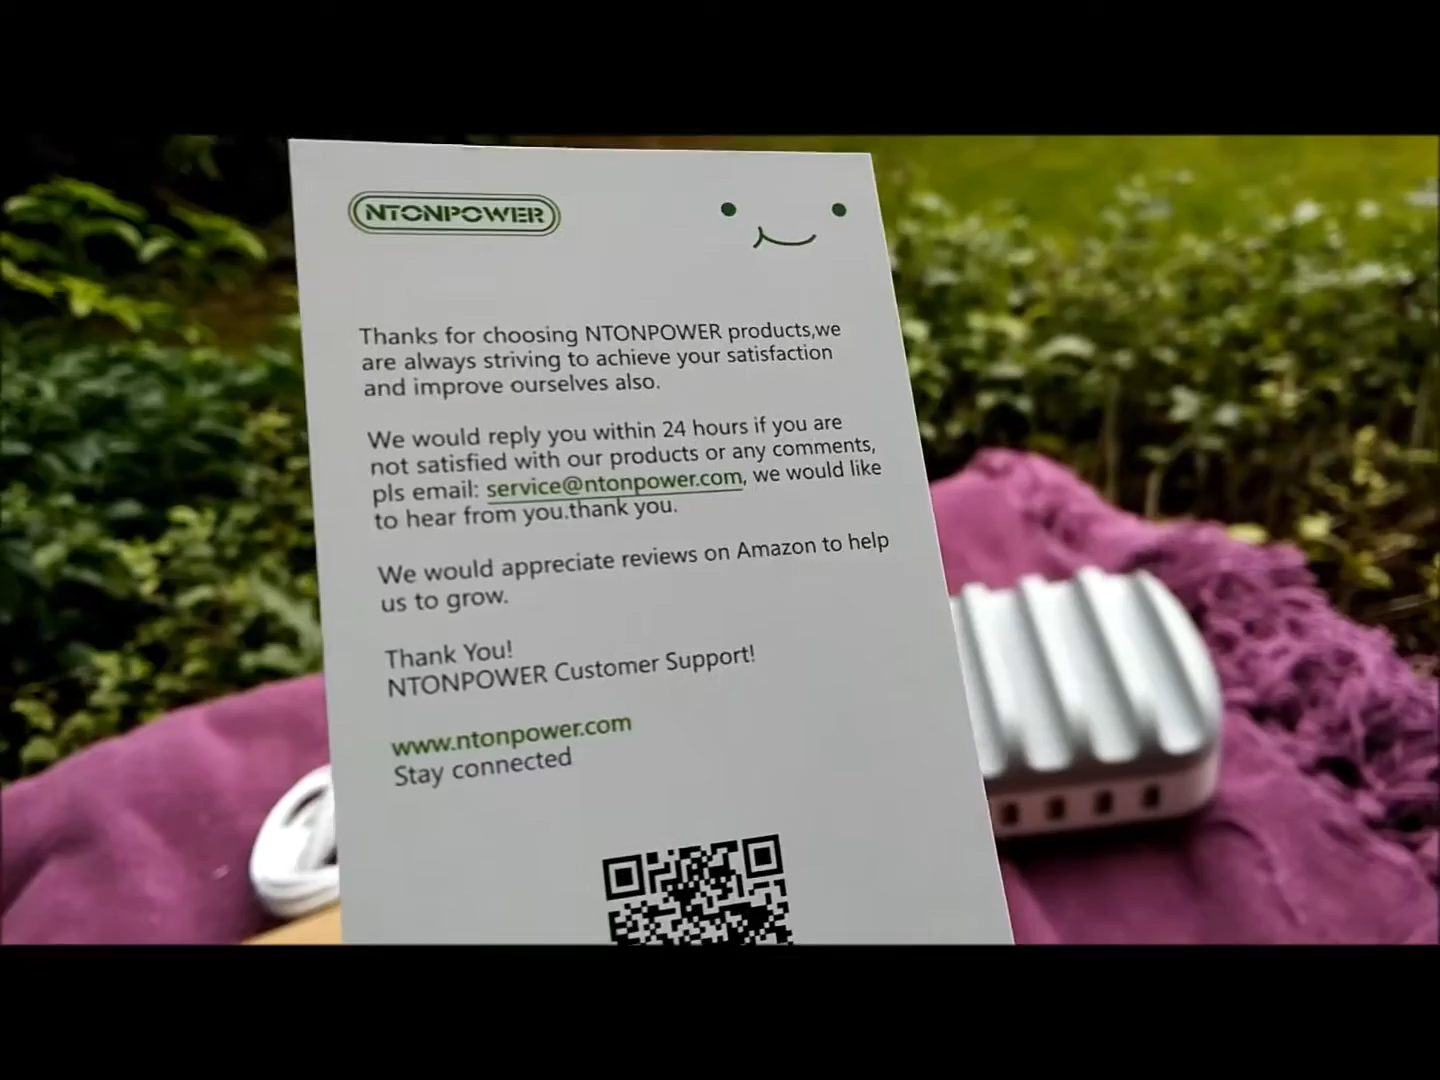 NTONPOWER
Thanks for choosing NTONPOWER products,we
are always striving to achieve your satisfaction
and improve ourselves also.
We would reply you within 24 hours if you are
not satisfied with our products or any comments,
pls email: service@ntonpower.com, we would like
to hear from you.thank you.
We would appreciate reviews on Amazon to help
us to grow.
Thank You!
NTONPOWER Customer Support!
www.ntonpower.com
Stay connected